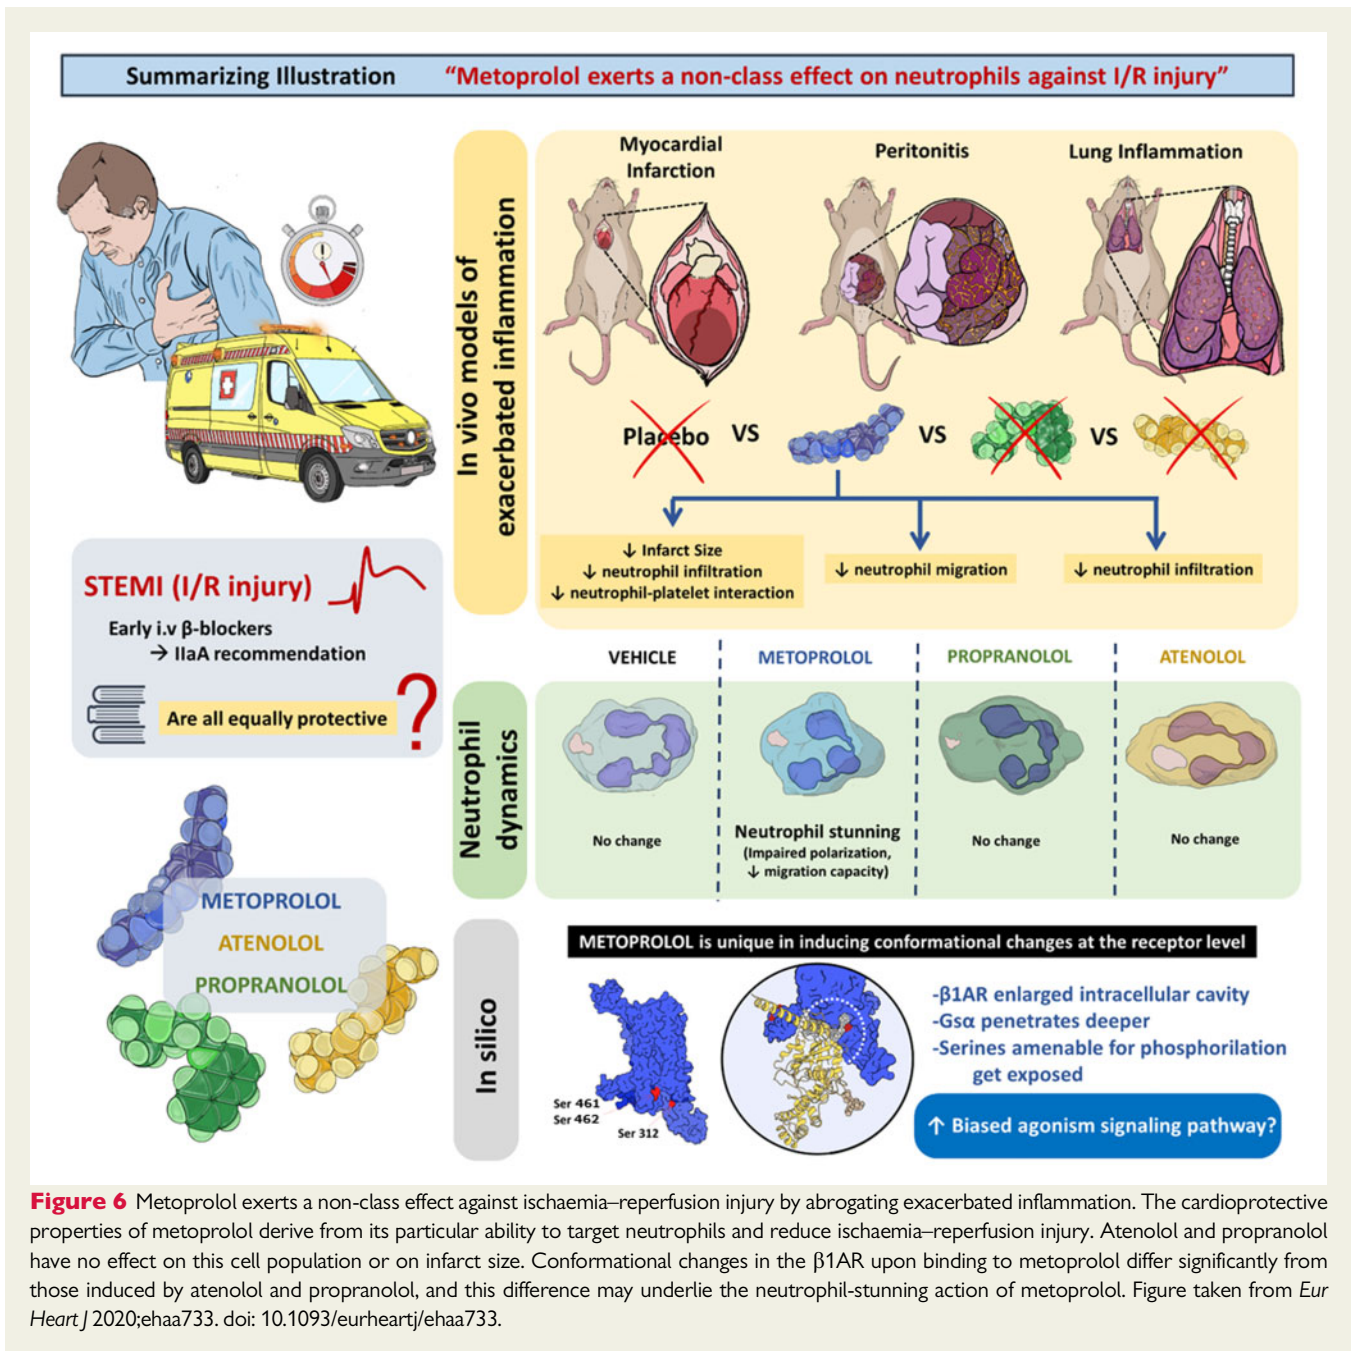 Summarizing Illustration “Metoprolol exerts a non-class effect on neutrophils against I/R injury”
STEMI (I/R injury)
Early i.v β-blockers
→ IIaA recommendation
Are all equally protective ?
METOPROLOL
ATENOLOL
PROPRANOLOL
In vivo models of
exacerbated inflammation
Myocardial
Infarction
Peritonitis
Lung Inflammation
Placebo VS VS VS
↓ Infarct Size
↓ neutrophil infiltration
↓ neutrophil-platelet interaction
↓ neutrophil migration
↓ neutrophil infiltration
Neutrophil
dynamics
VEHICLE METOPROLOL PROPRANOLOL ATENOLOL
No change
Neutrophil stunning
(Impaired polarization,
↓ migration capacity)
No change
No change
In silico
METOPROLOL is unique in inducing conformational changes at the receptor level
Ser 461
Ser 462
Ser 312
-β1AR enlarged intracellular cavity
-Gsα penetrates deeper
-Serines amenable for phosphorilation
get exposed
↑ Biased agonism signaling pathway?
Figure 6 Metoprolol exerts a non-class effect against ischaemia–reperfusion injury by abrogating exacerbated inflammation. The cardioprotective
properties of metoprolol derive from its particular ability to target neutrophils and reduce ischaemia–reperfusion injury. Atenolol and propranolol
have no effect on this cell population or on infarct size. Conformational changes in the β1AR upon binding to metoprolol differ significantly from
those induced by atenolol and propranolol, and this difference may underlie the neutrophil-stunning action of metoprolol. Figure taken from Eur
Heart J 2020;ehaa733. doi: 10.1093/eurheartj/ehaa733.